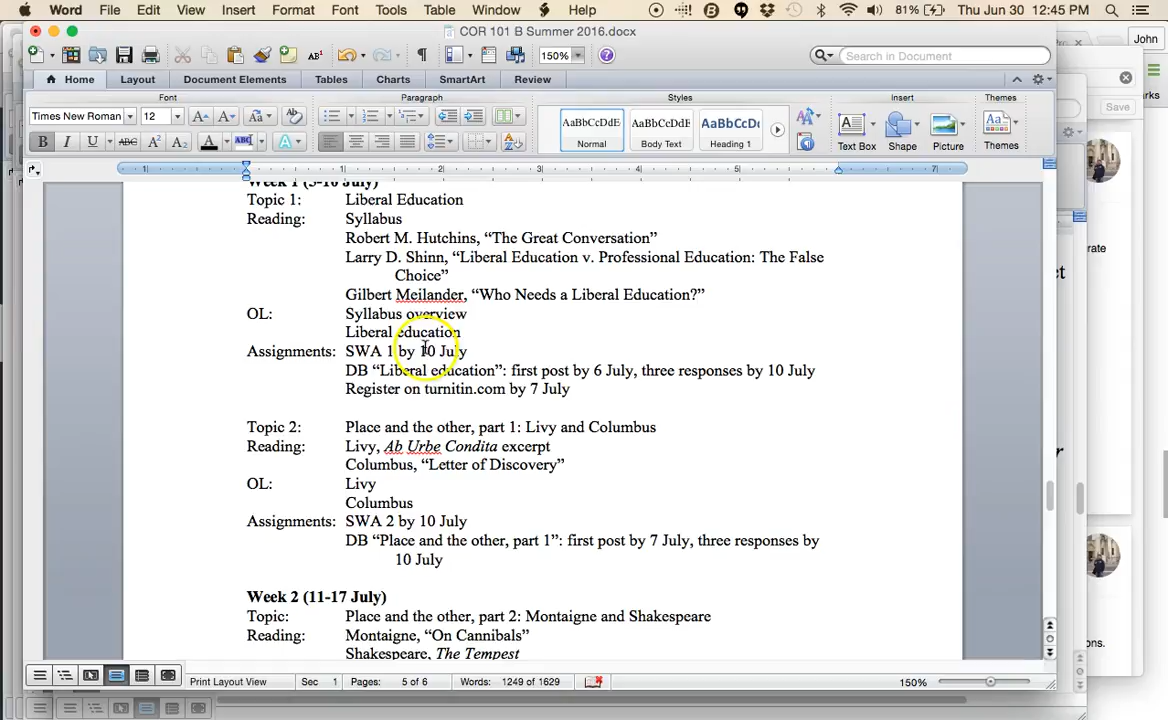 Word File Edit View Insert Format Font Tools Table Window Help 81% Thu Jun 30 12:45 PM
COR 101 B Summer 2016.docx
John
150% Search in Document
Home Layout Document Elements Tables Charts SmartArt Review
Save
Font Paragraph Styles Insert Themes
Times New Roman 12
AaBbCcDdE AaBbCcDdE AaBbCcDc
Normal Body Text Heading 1 Text Box Shape Picture Themes
Week 1 (5-10 July)
Topic 1: Liberal Education
Reading: Syllabus
Robert M. Hutchins, “The Great Conversation”
Larry D. Shinn, “Liberal Education v. Professional Education: The False
Choice”
Gilbert Meilander, “Who Needs a Liberal Education?”
OL: Syllabus overview
Liberal education
Assignments: SWA 1 by 10 July
DB “Liberal education”: first post by 6 July, three responses by 10 July
Register on turnitin.com by 7 July
Topic 2: Place and the other, part 1: Livy and Columbus
Reading: Livy, Ab Urbe Condita excerpt
Columbus, “Letter of Discovery”
OL: Livy
Columbus
Assignments: SWA 2 by 10 July
DB “Place and the other, part 1”: first post by 7 July, three responses by
10 July
Week 2 (11-17 July)
Topic: Place and the other, part 2: Montaigne and Shakespeare
Reading: Montaigne, “On Cannibals”
Shakespeare, The Tempest
Print Layout View Sec 1 Pages: 5 of 6 Words: 1249 of 1629 150%